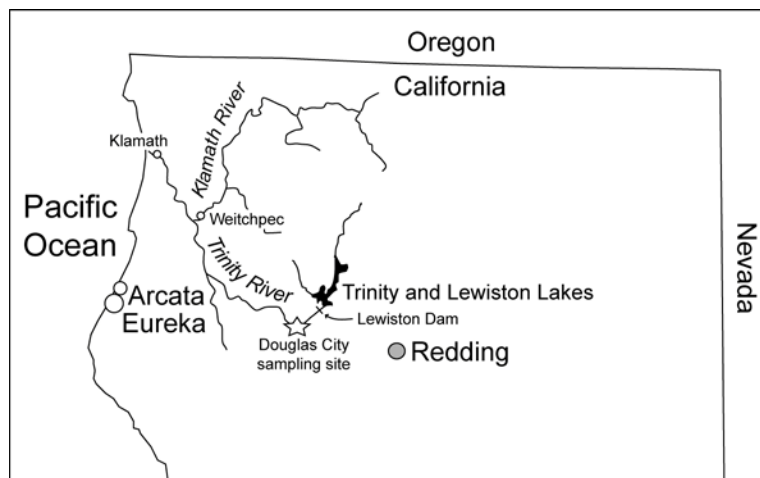 Oregon
California
Klamath River
Klamath
Pacific
Ocean
Weitchpec
Nevada
Trinity River
Arcata
Eureka
Trinity and Lewiston Lakes
Lewiston Dam
Douglas City
sampling site
Redding